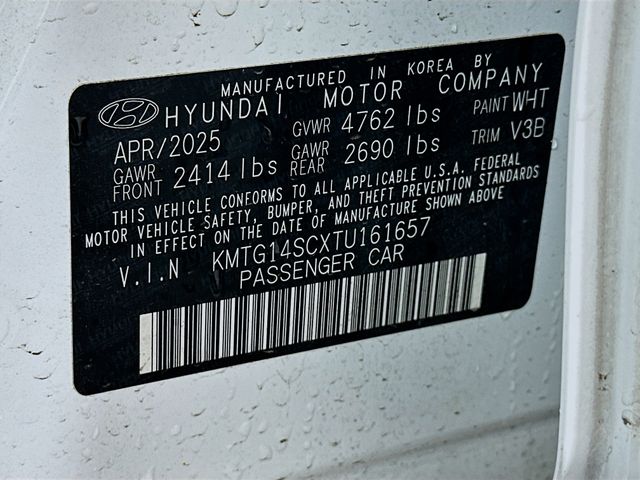 MANUFACTURED IN KOREA BY
HYUNDAI MOTOR COMPANY
APR/2025 GVWR 4762 lbs PAINT WHT
GAWR FRONT 2414 lbs GAWR REAR 2690 lbs TRIM V3B
THIS VEHICLE CONFORMS TO ALL APPLICABLE U.S.A. FEDERAL
MOTOR VEHICLE SAFETY, BUMPER, AND THEFT PREVENTION STANDARDS
IN EFFECT ON THE DATE OF MANUFACTURE SHOWN ABOVE
V.I.N KMTG14SCXTU161657
PASSENGER CAR